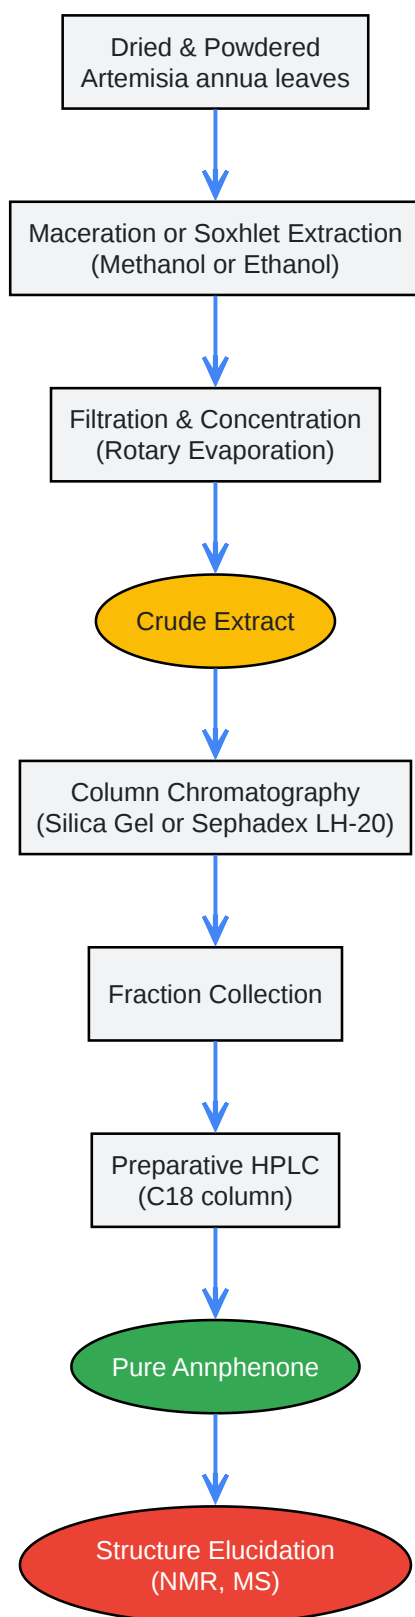 Dried & Powdered
Artemisia annua leaves
Maceration or Soxhlet Extraction
(Methanol or Ethanol)
Filtration & Concentration
(Rotary Evaporation)
Crude Extract
Column Chromatography
(Silica Gel or Sephadex LH-20)
Fraction Collection
Preparative HPLC
(C18 column)
Pure Annphenone
Structure Elucidation
(NMR, MS)